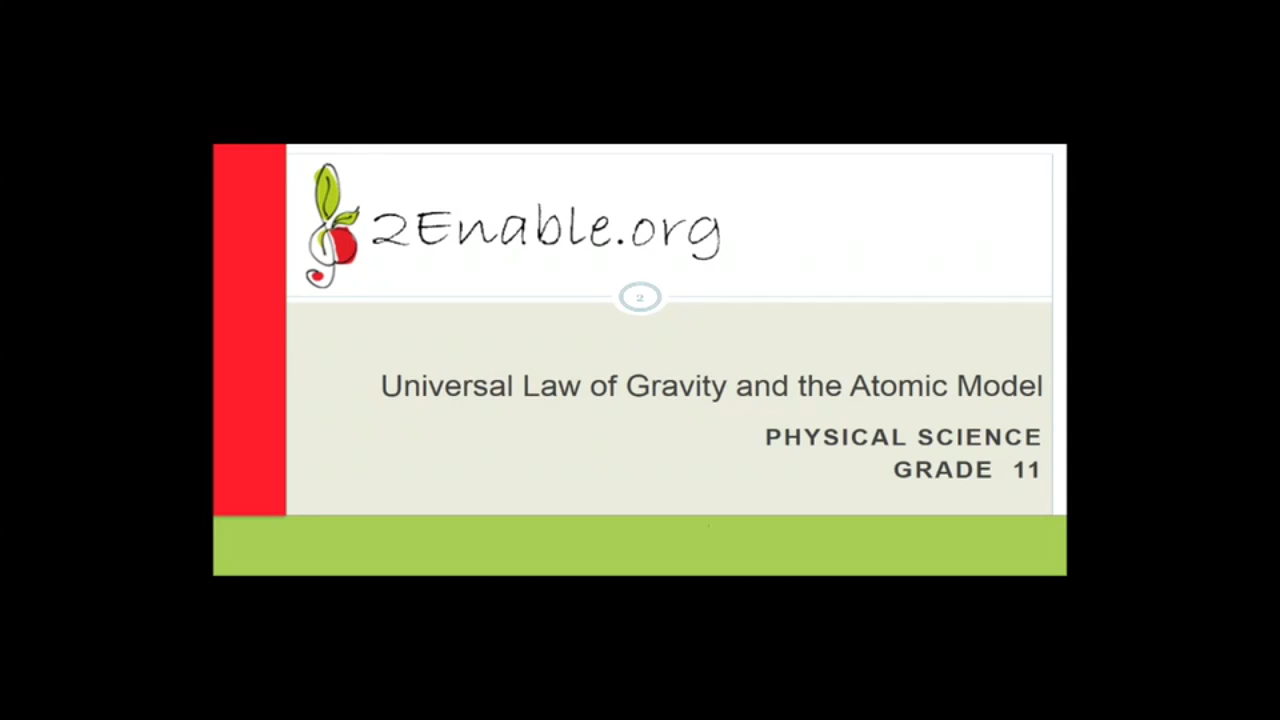 2Enable.org
2
Universal Law of Gravity and the Atomic Model
PHYSICAL SCIENCE
GRADE 11